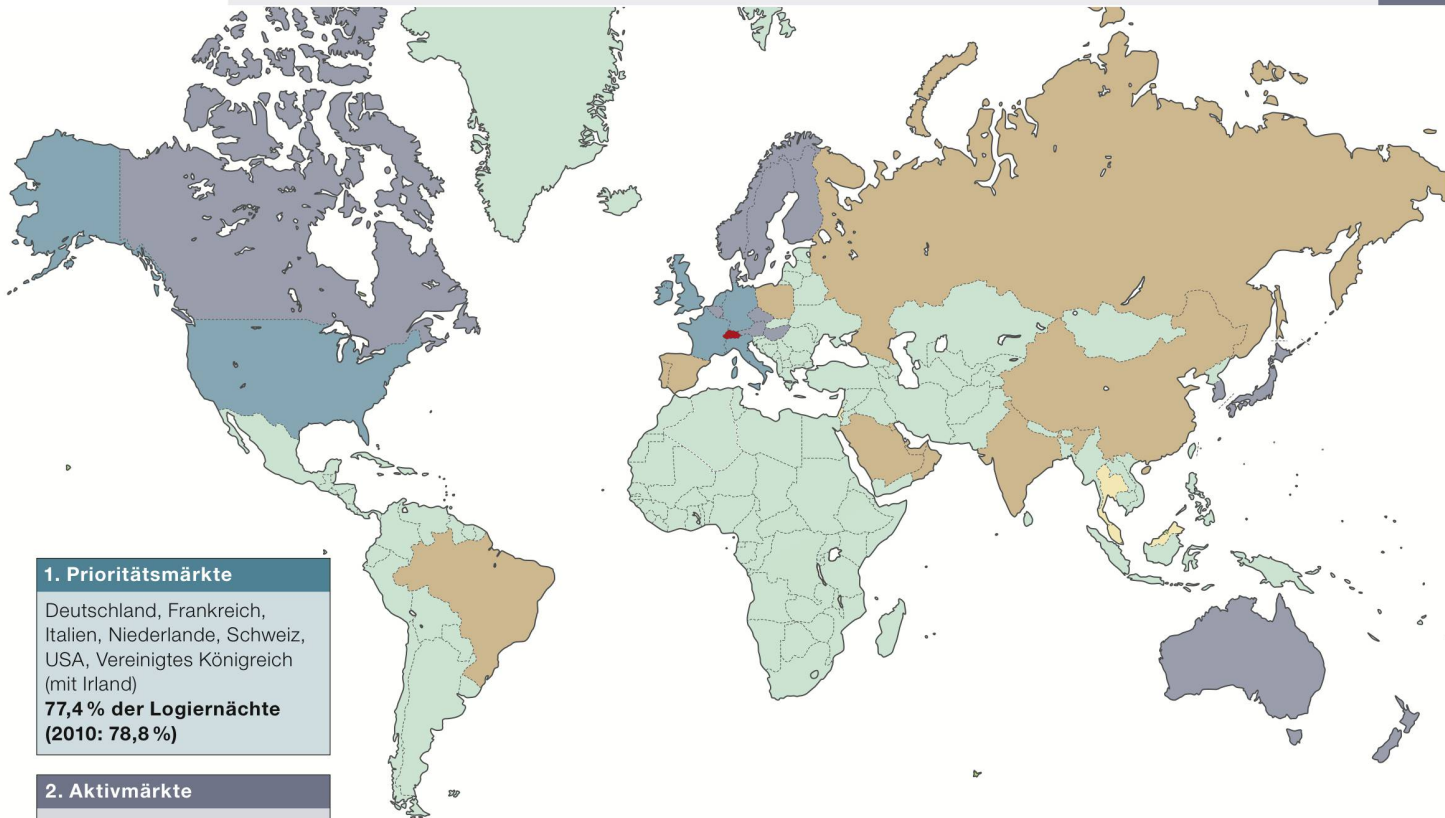 1. Prioritätsmärkte
Deutschland, Frankreich,
Italien, Niederlande, Schweiz,
USA, Vereinigtes Königreich
(mit Irland)
77,4 % der Logiernächte
(2010: 78,8 %)
2. Aktivmärkte